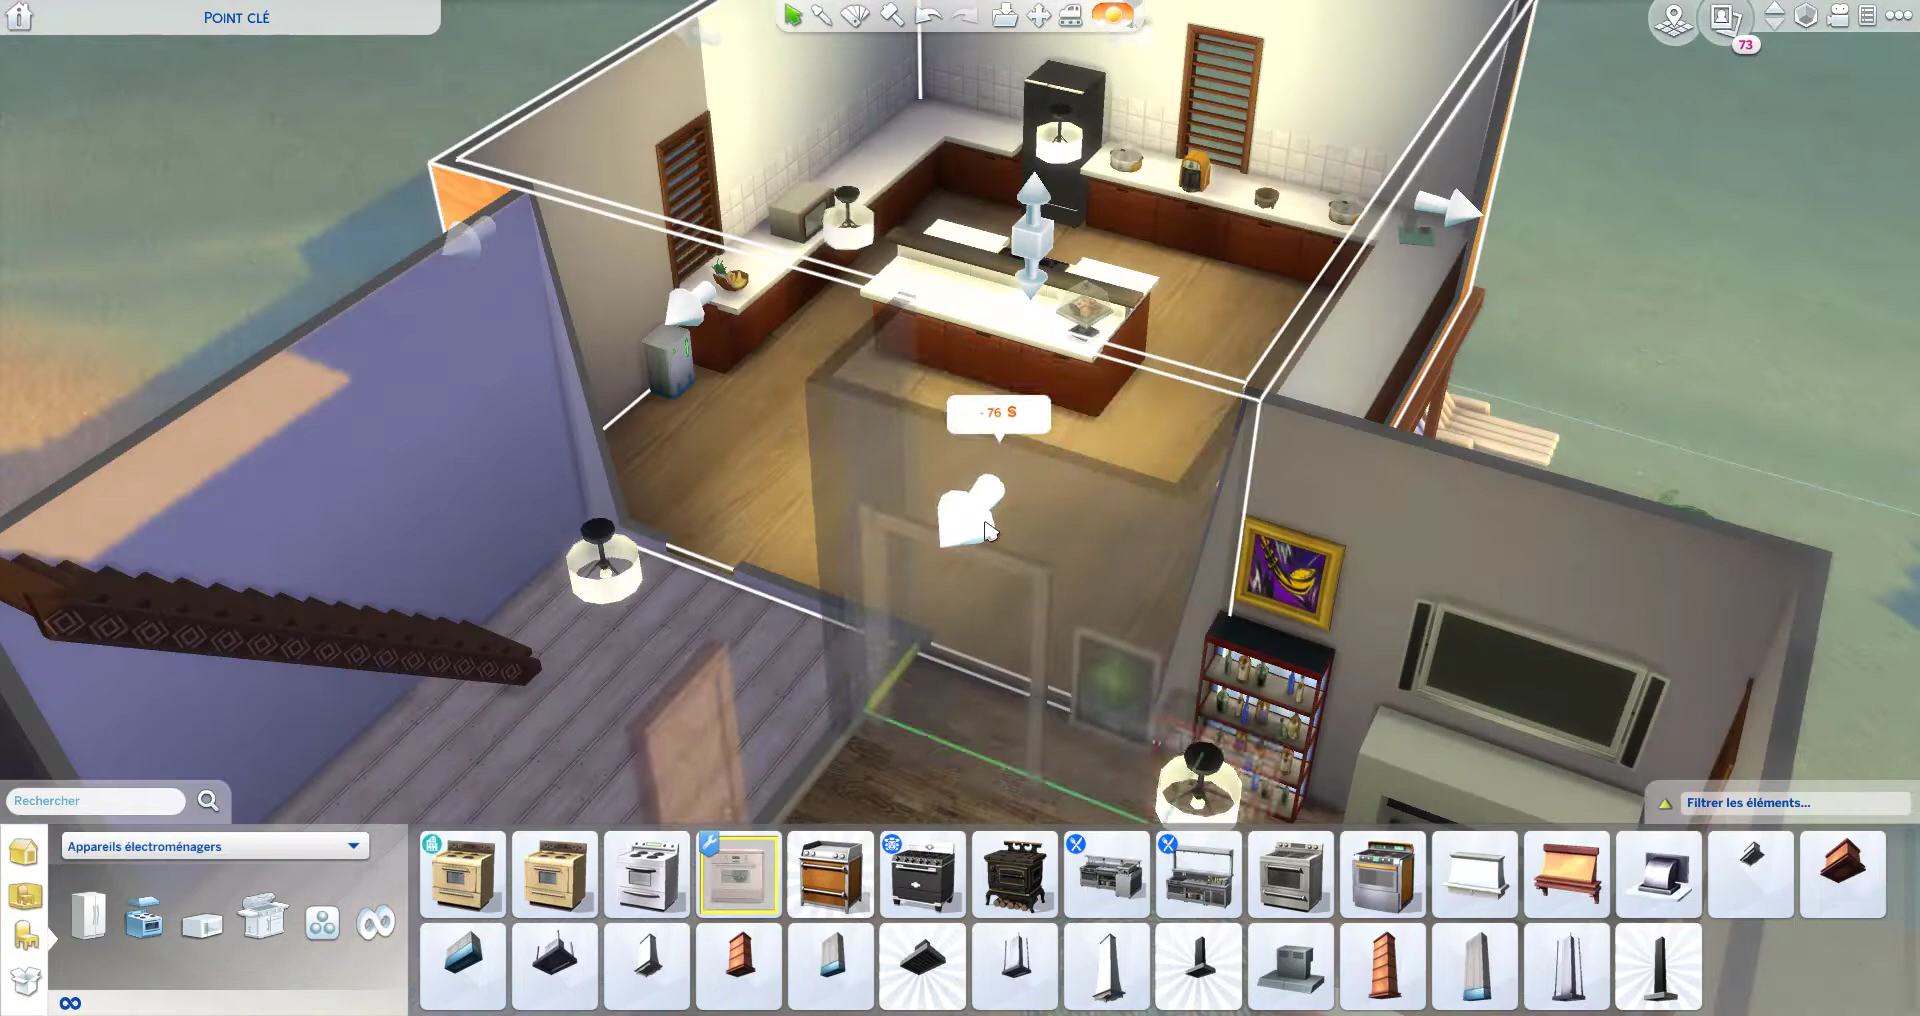 POINT CLÉ
73
- 76 $
Rechercher
Filtrer les éléments...
Appareils électroménagers